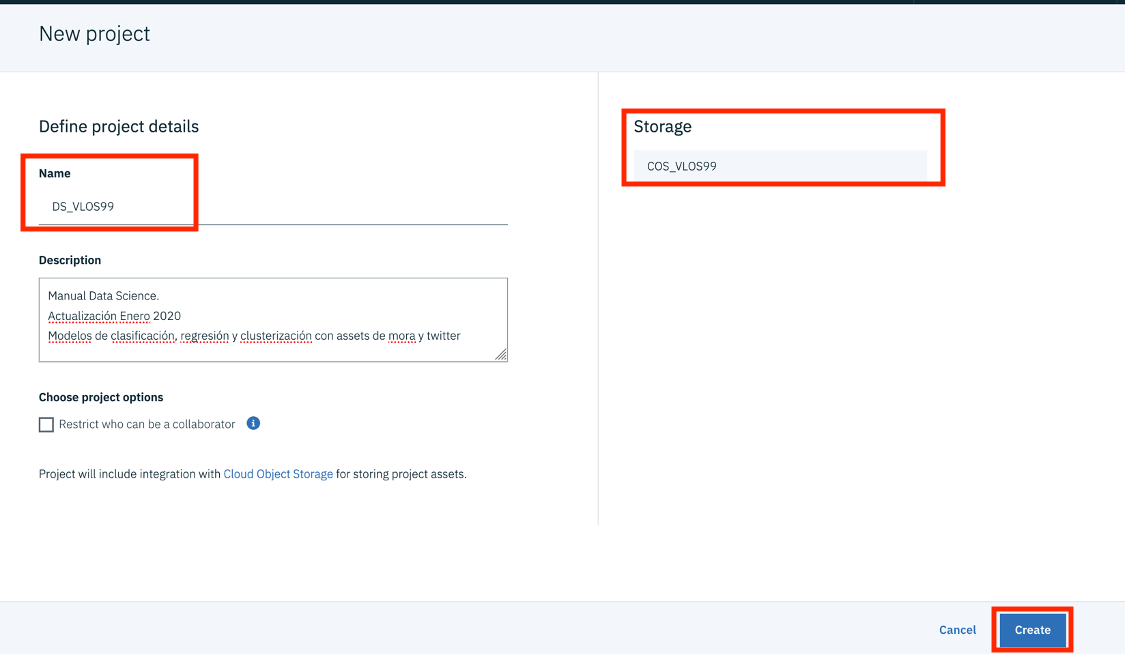 New project
Define project details
Name
DS_VLOS99
Description
Manual Data Science.
Actualización Enero 2020
Modelos de clasificación, regresión y clusterización con assets de mora y twitter
Choose project options
Restrict who can be a collaborator
Project will include integration with Cloud Object Storage for storing project assets.
Storage
COS_VLOS99
Cancel
Create